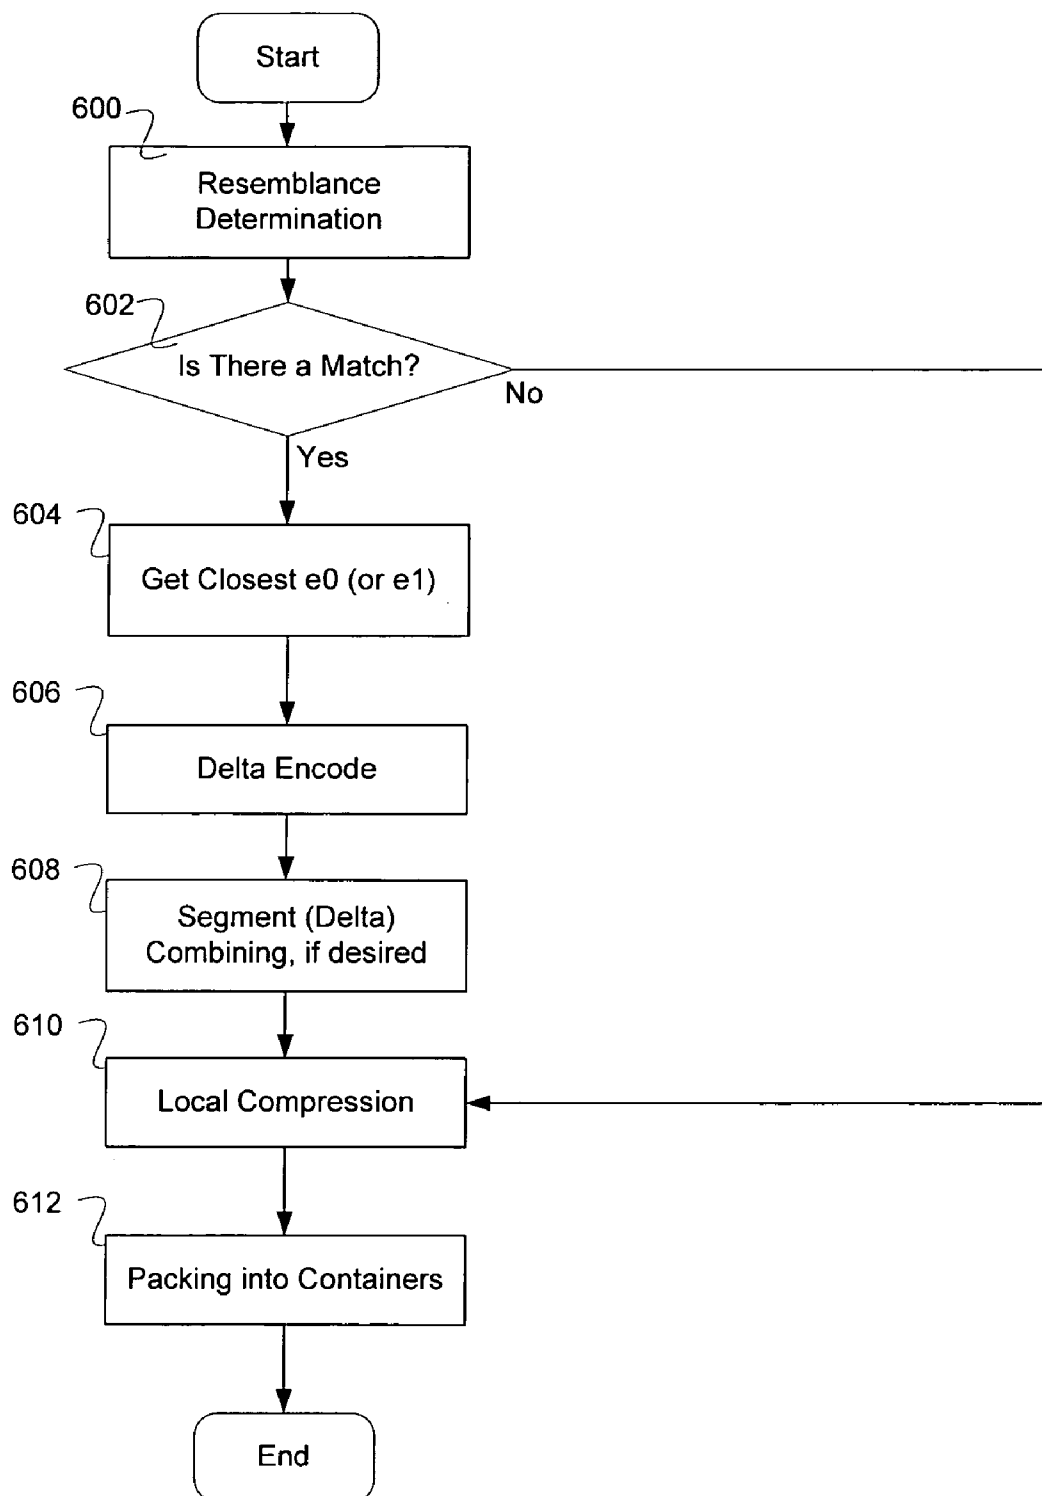 Start
600
Resemblance
Determination
602
Is There a Match?
No
Yes
604
Get Closest e0 (or e1)
606
Delta Encode
608
Segment (Delta)
Combining, if desired
610
Local Compression
612
Packing into Containers
End